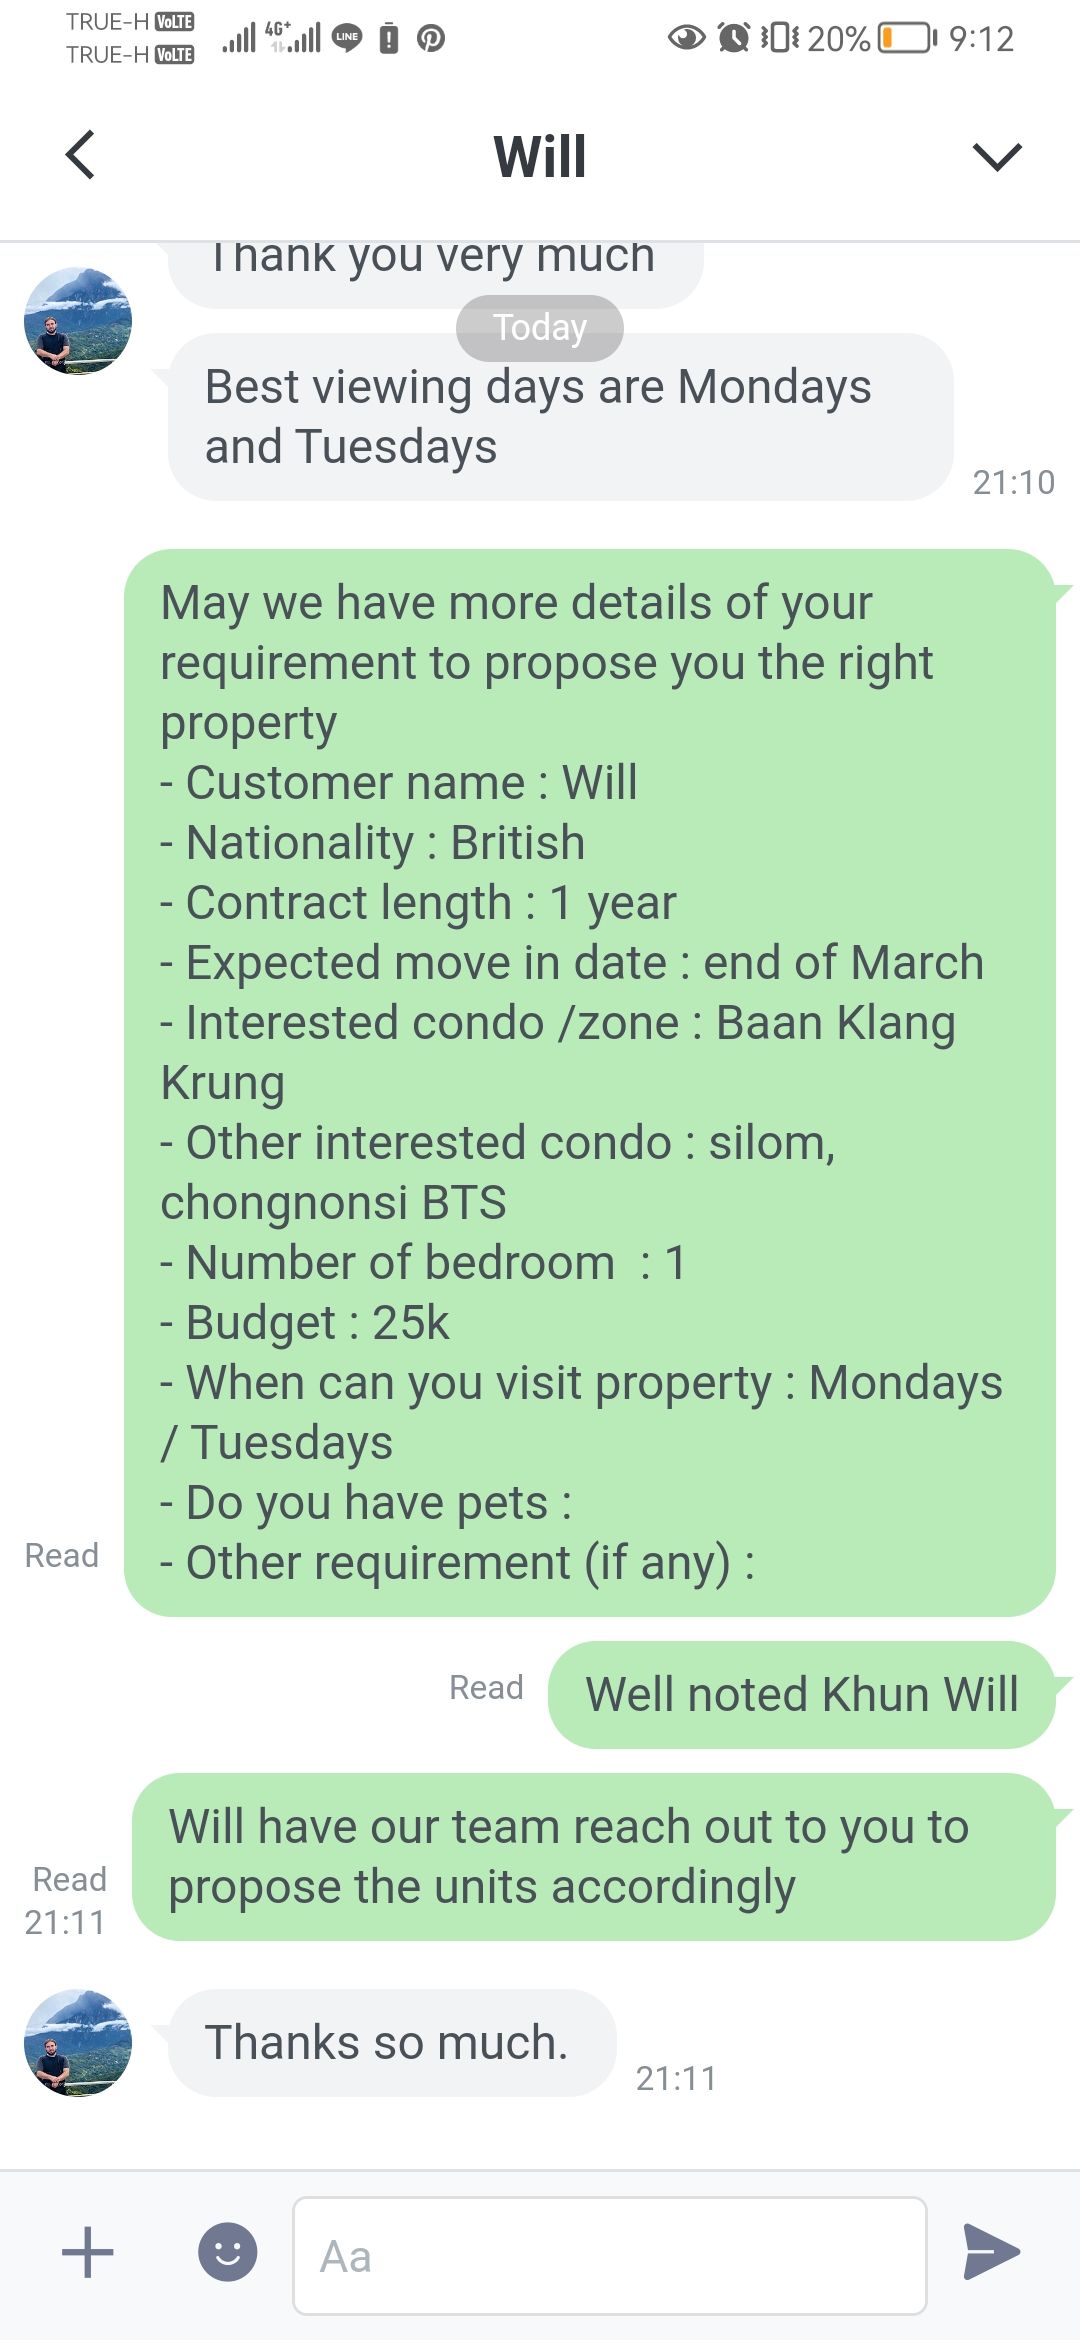 TRUE-H VoLTE
TRUE-H VoLTE
4G+
LINE
20%
9:12
Will
Thank you very much
Today
Best viewing days are Mondays
and Tuesdays
21:10
May we have more details of your
requirement to propose you the right
property
- Customer name : Will
- Nationality : British
- Contract length : 1 year
- Expected move in date : end of March
- Interested condo /zone : Baan Klang
Krung
- Other interested condo : silom,
chongnonsi BTS
- Number of bedroom  : 1
- Budget : 25k
- When can you visit property : Mondays
/ Tuesdays
- Do you have pets :
- Other requirement (if any) :
Read
Read
Well noted Khun Will
Will have our team reach out to you to
propose the units accordingly
Read
21:11
Thanks so much.
21:11
Aa